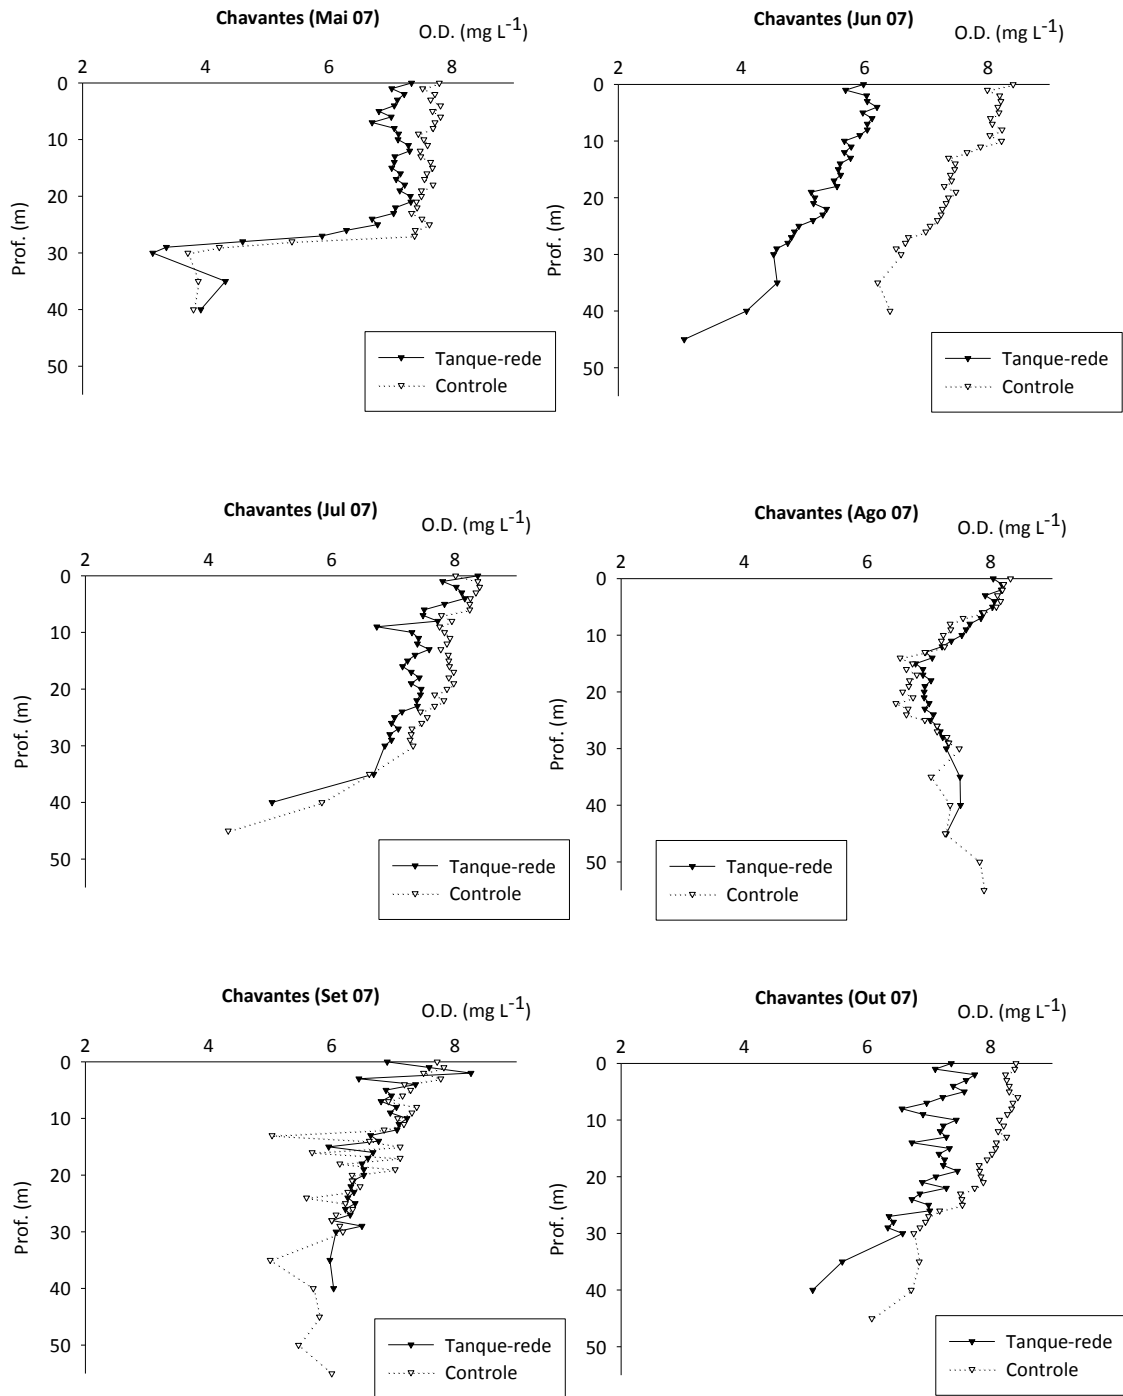 Chavantes (Mai 07)
O.D. (mg L-1)
2 4 6 8
0
10
20
30
40
50
Prof. (m)
Tanque-rede
Controle
Chavantes (Jun 07)
O.D. (mg L-1)
2 4 6 8
0
10
20
30
40
50
Prof. (m)
Tanque-rede
Controle
Chavantes (Jul 07)
O.D. (mg L-1)
2 4 6 8
0
10
20
30
40
50
Prof. (m)
Tanque-rede
Controle
Chavantes (Ago 07)
O.D. (mg L-1)
2 4 6 8
0
10
20
30
40
50
Prof. (m)
Tanque-rede
Controle
Chavantes (Set 07)
O.D. (mg L-1)
2 4 6 8
0
10
20
30
40
50
Prof. (m)
Tanque-rede
Controle
Chavantes (Out 07)
O.D. (mg L-1)
2 4 6 8
0
10
20
30
40
50
Prof. (m)
Tanque-rede
Controle